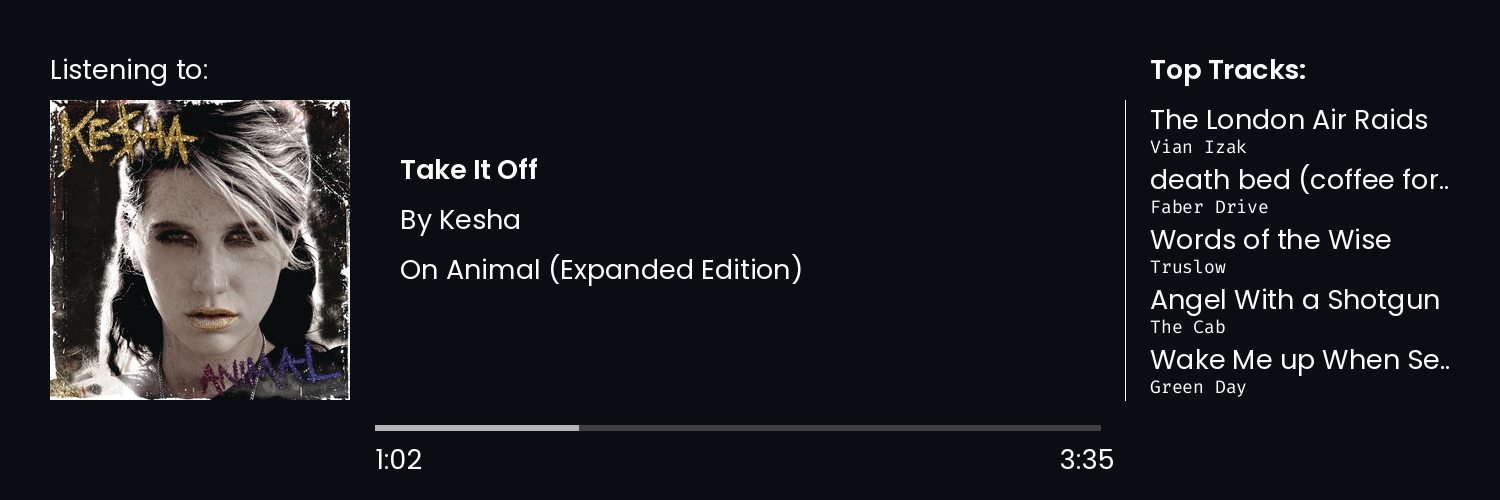 Listening to:
KE$HA
ANIMAL
Take It Off
By Kesha
On Animal (Expanded Edition)
1:02
3:35
Top Tracks:
The London Air Raids
Vian Izak
death bed (coffee for..
Faber Drive
Words of the Wise
Truslow
Angel With a Shotgun
The Cab
Wake Me up When Se..
Green Day